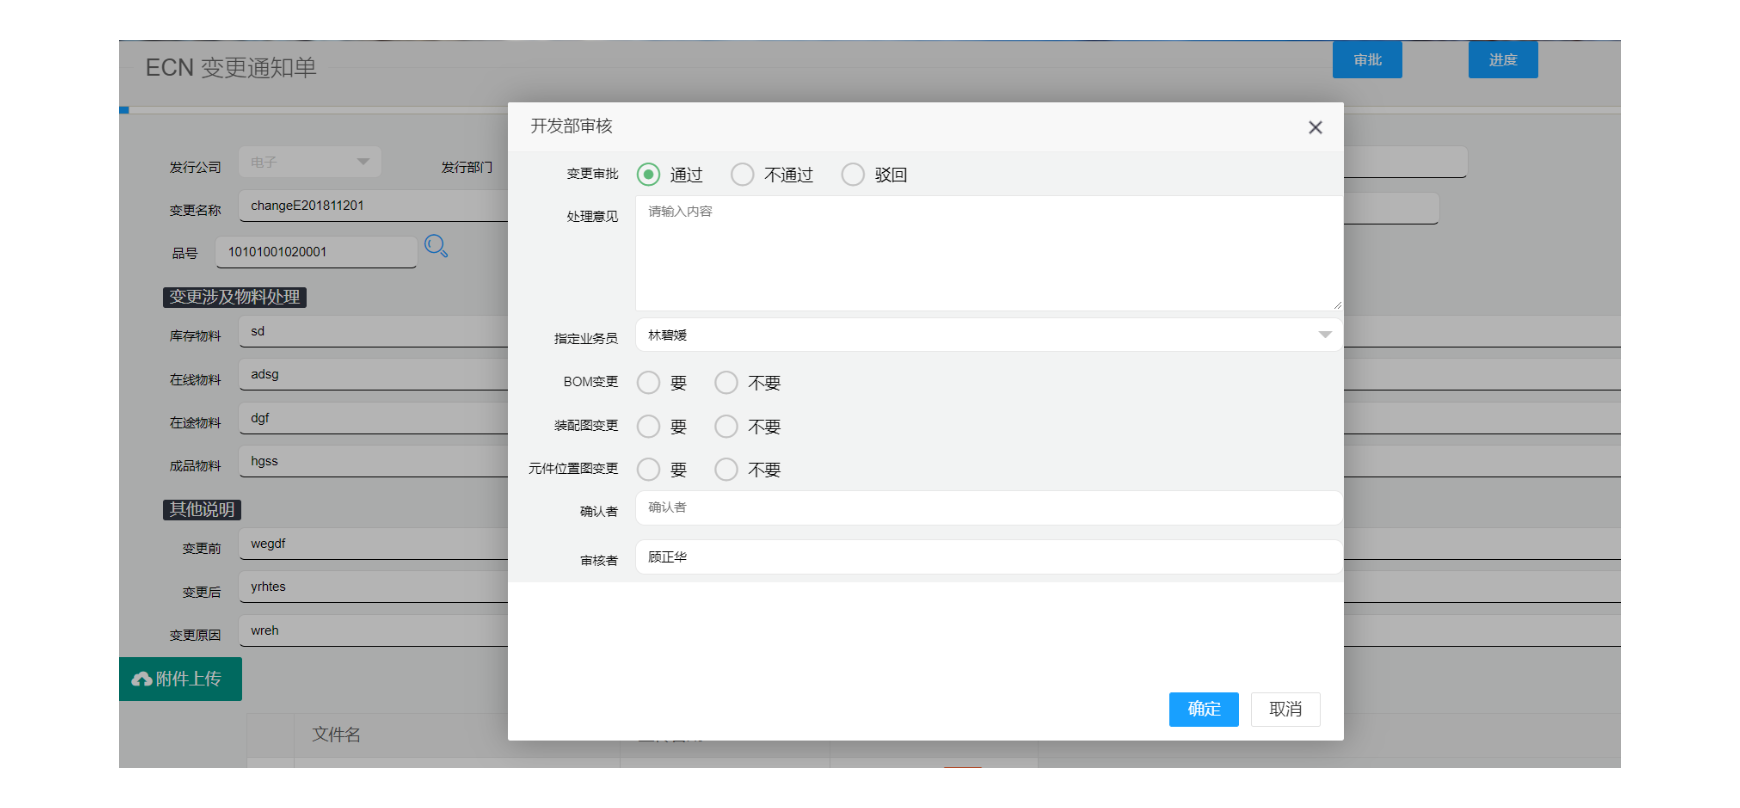 ECN 变更通知单
审批
进度
开发部审核
发行公司
电子
发行部门
变更审批
通过
不通过
驳回
变更名称
changeE201811201
处理意见
请输入内容
品号
10101001020001
变更涉及物料处理
库存物料
sd
指定业务员
林碧媛
在线物料
adsg
BOM变更
要
不要
在途物料
dgf
装配图变更
要
不要
成品物料
hgss
元件位置图变更
要
不要
其他说明
确认者
确认者
变更前
wegdf
审核者
顾正华
变更后
yrhtes
变更原因
wreh
附件上传
确定
取消
文件名